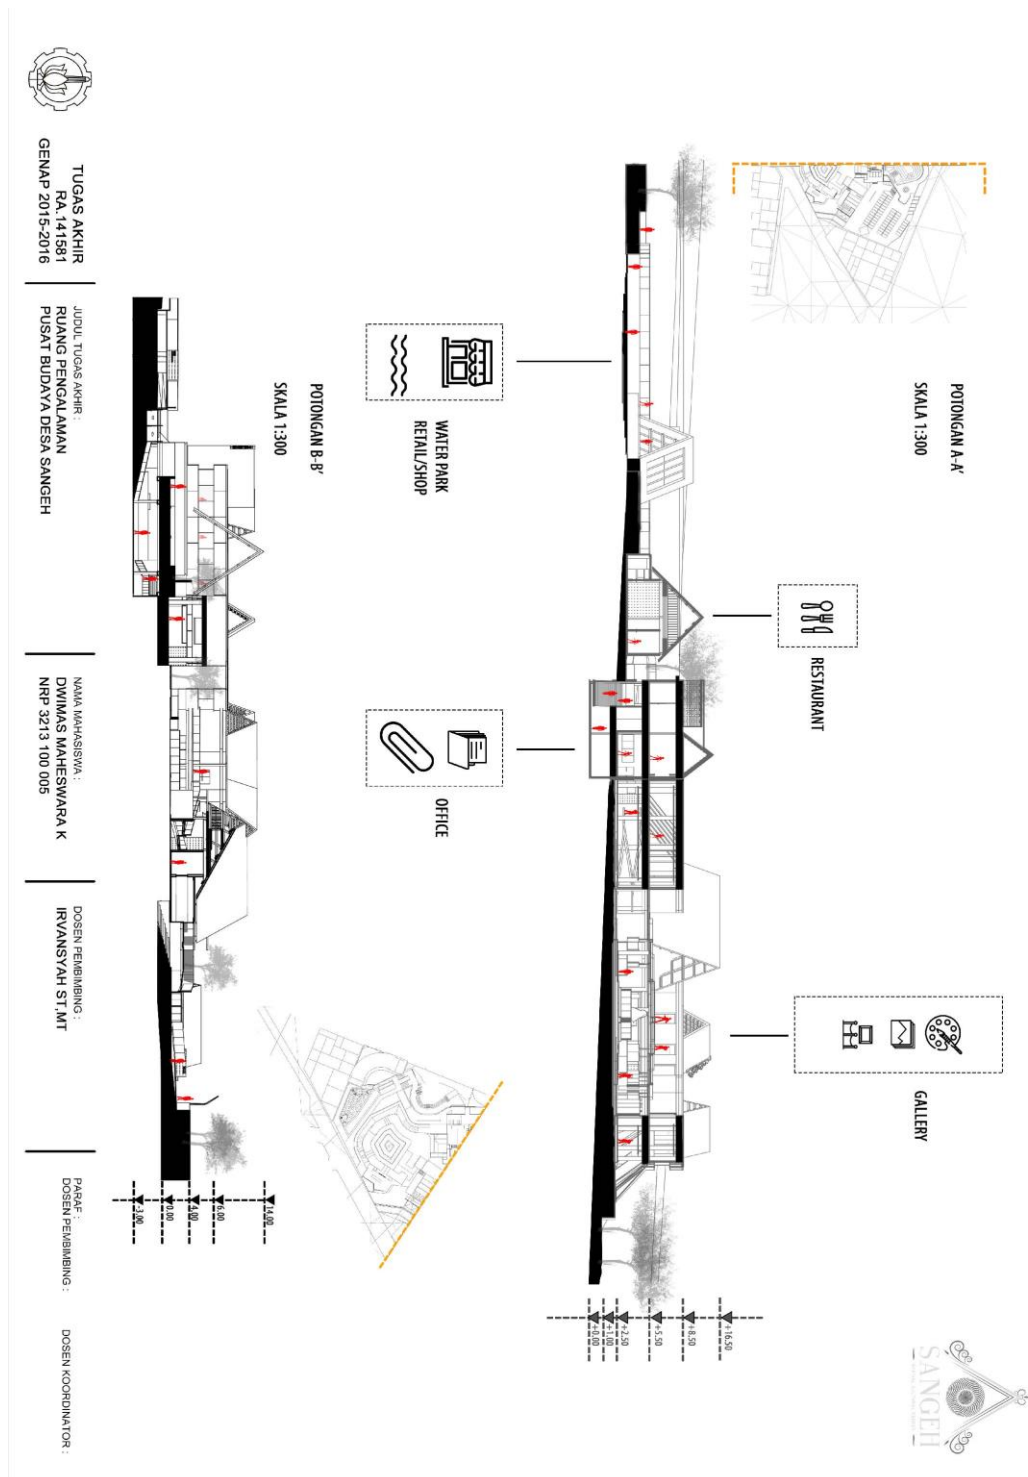 POTONGAN A-A'
SKALA 1:300
RESTAURANT
GALLERY
WATER PARK
RETAIL/SHOP
OFFICE
+16.50
+8.50
+5.50
+2.50
+1.00
+0.00
SANGEH
POTONGAN B-B'
SKALA 1:300
14.00
6.00
4.00
0.00
-3.00
TUGAS AKHIR
RA.141581
GENAP 2015-2016
JUDUL TUGAS AKHIR :
RUANG PENGALAMAN
PUSAT BUDAYA DESA SANGEH
NAMA MAHASISWA :
DWIMAS MAHESWARA K
NRP 3213 100 005
DOSEN PEMBIMBING :
IRVANSYAH ST,MT
PARAF :
DOSEN PEMBIMBING :
DOSEN KOORDINATOR :